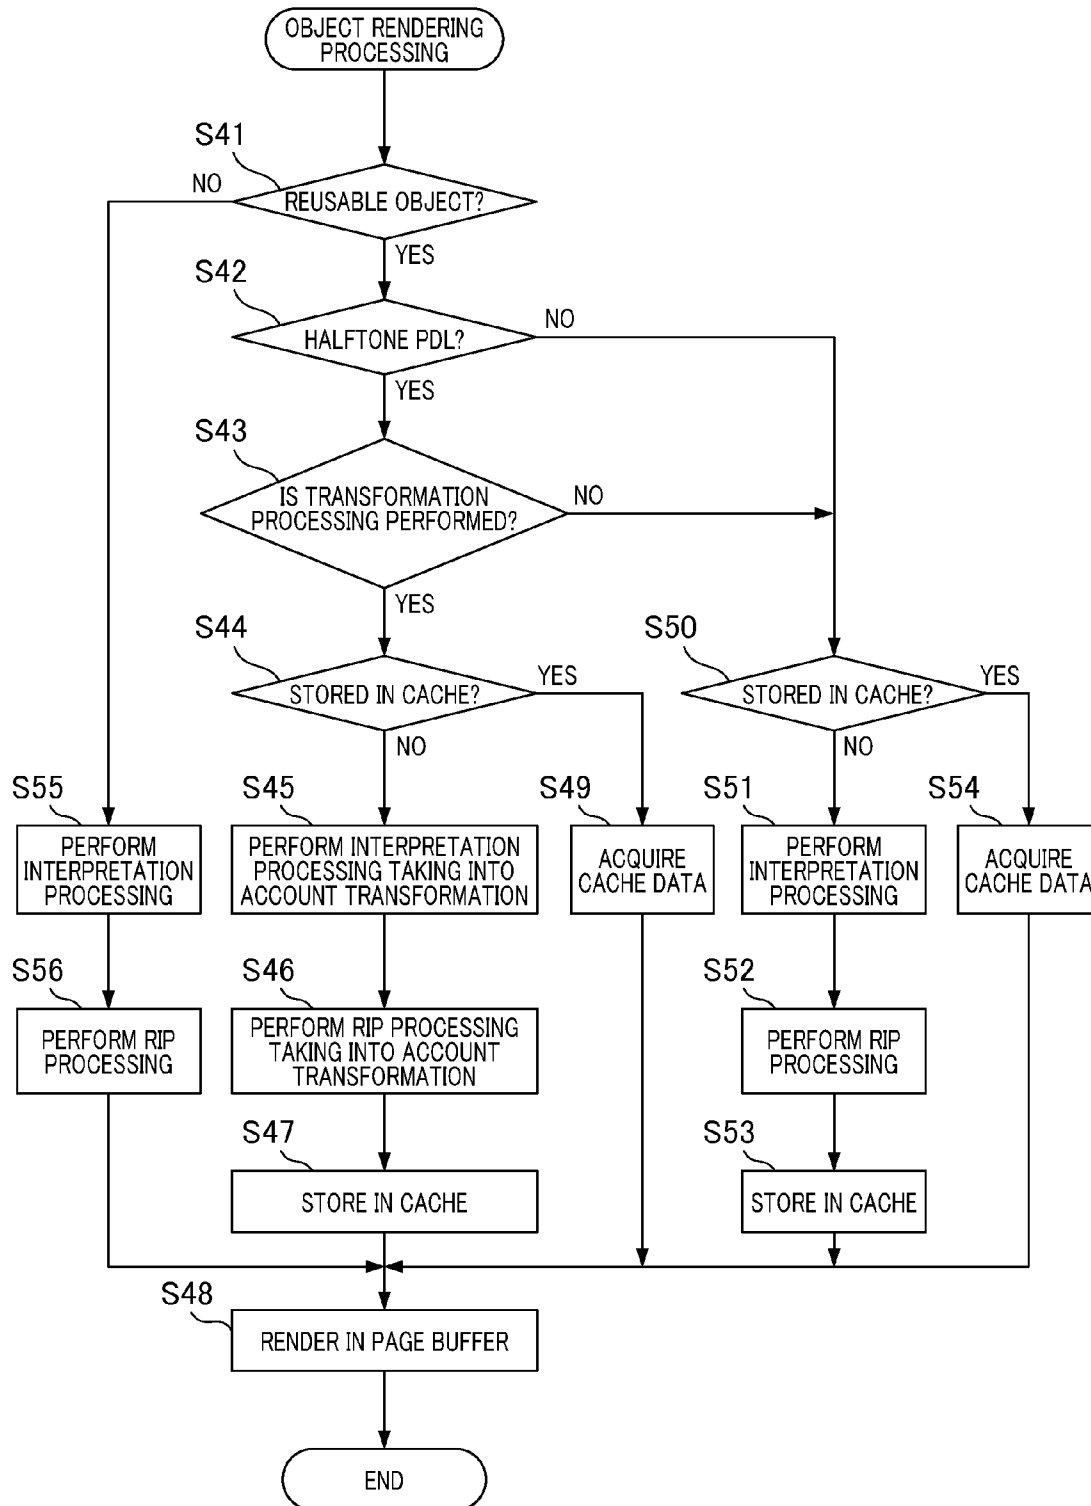 OBJECT RENDERING
PROCESSING
S41
NO
REUSABLE OBJECT?
YES
S42
NO
HALFTONE PDL?
YES
S43
IS TRANSFORMATION
PROCESSING PERFORMED?
NO
YES
S44
S50
STORED IN CACHE?
YES
STORED IN CACHE?
YES
NO
NO
S55
S45
S49
S51
S54
PERFORM
INTERPRETATION
PROCESSING
PERFORM INTERPRETATION
PROCESSING TAKING INTO
ACCOUNT TRANSFORMATION
ACQUIRE
CACHE DATA
PERFORM
INTERPRETATION
PROCESSING
ACQUIRE
CACHE DATA
S56
S46
S52
PERFORM RIP
PROCESSING
PERFORM RIP PROCESSING
TAKING INTO ACCOUNT
TRANSFORMATION
PERFORM RIP
PROCESSING
S47
S53
STORE IN CACHE
STORE IN CACHE
S48
RENDER IN PAGE BUFFER
END